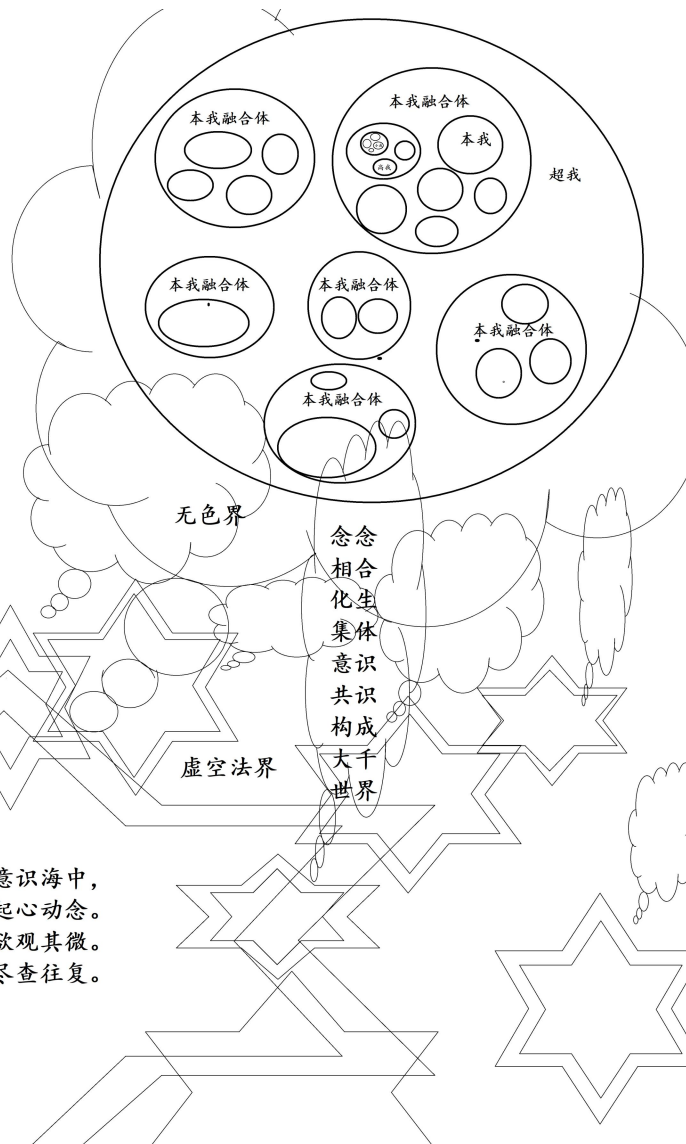 本我融合体
本我融合体
本我
高我
超我
本我融合体
本我融合体
本我融合体
本我融合体
无色界
念念
相合
化生
集体
意识
共识
构成
大千
世界
虚空法界
意识海中，
起心动念。
欲观其微。
尽查往复。